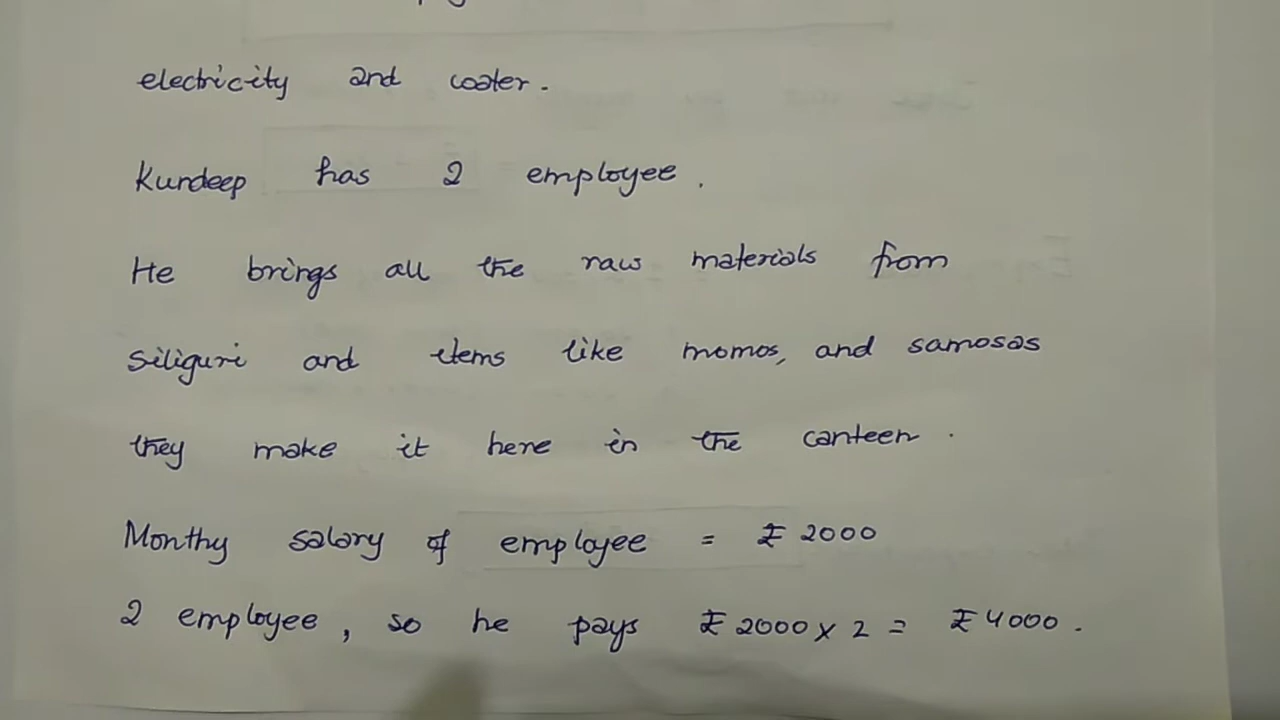 electricity and water.
Kundeep has 2 employee.
He brings all the raw materials from
Siliguri and items like momos, and samosas
they make it here in the canteen.
Monthy salary of employee = ₹ 2000
2 employee, so he pays ₹ 2000 x 2 = ₹ 4000.